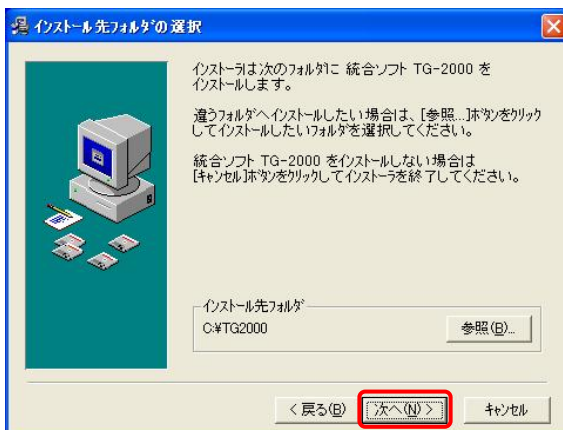 インストール先フォルダの選択
インストーラは次のフォルダに 統合ソフト TG-2000 を
インストールします。
違うフォルダへインストールしたい場合は、[参照...]ボタンをクリック
してインストールしたいフォルダを選択してください。
統合ソフト TG-2000 をインストールしない場合は
[キャンセル]ボタンをクリックしてインストーラを終了してください。
インストール先フォルダ
C:¥TG2000
参照(B)...
< 戻る(B)
次へ(N) >
キャンセル